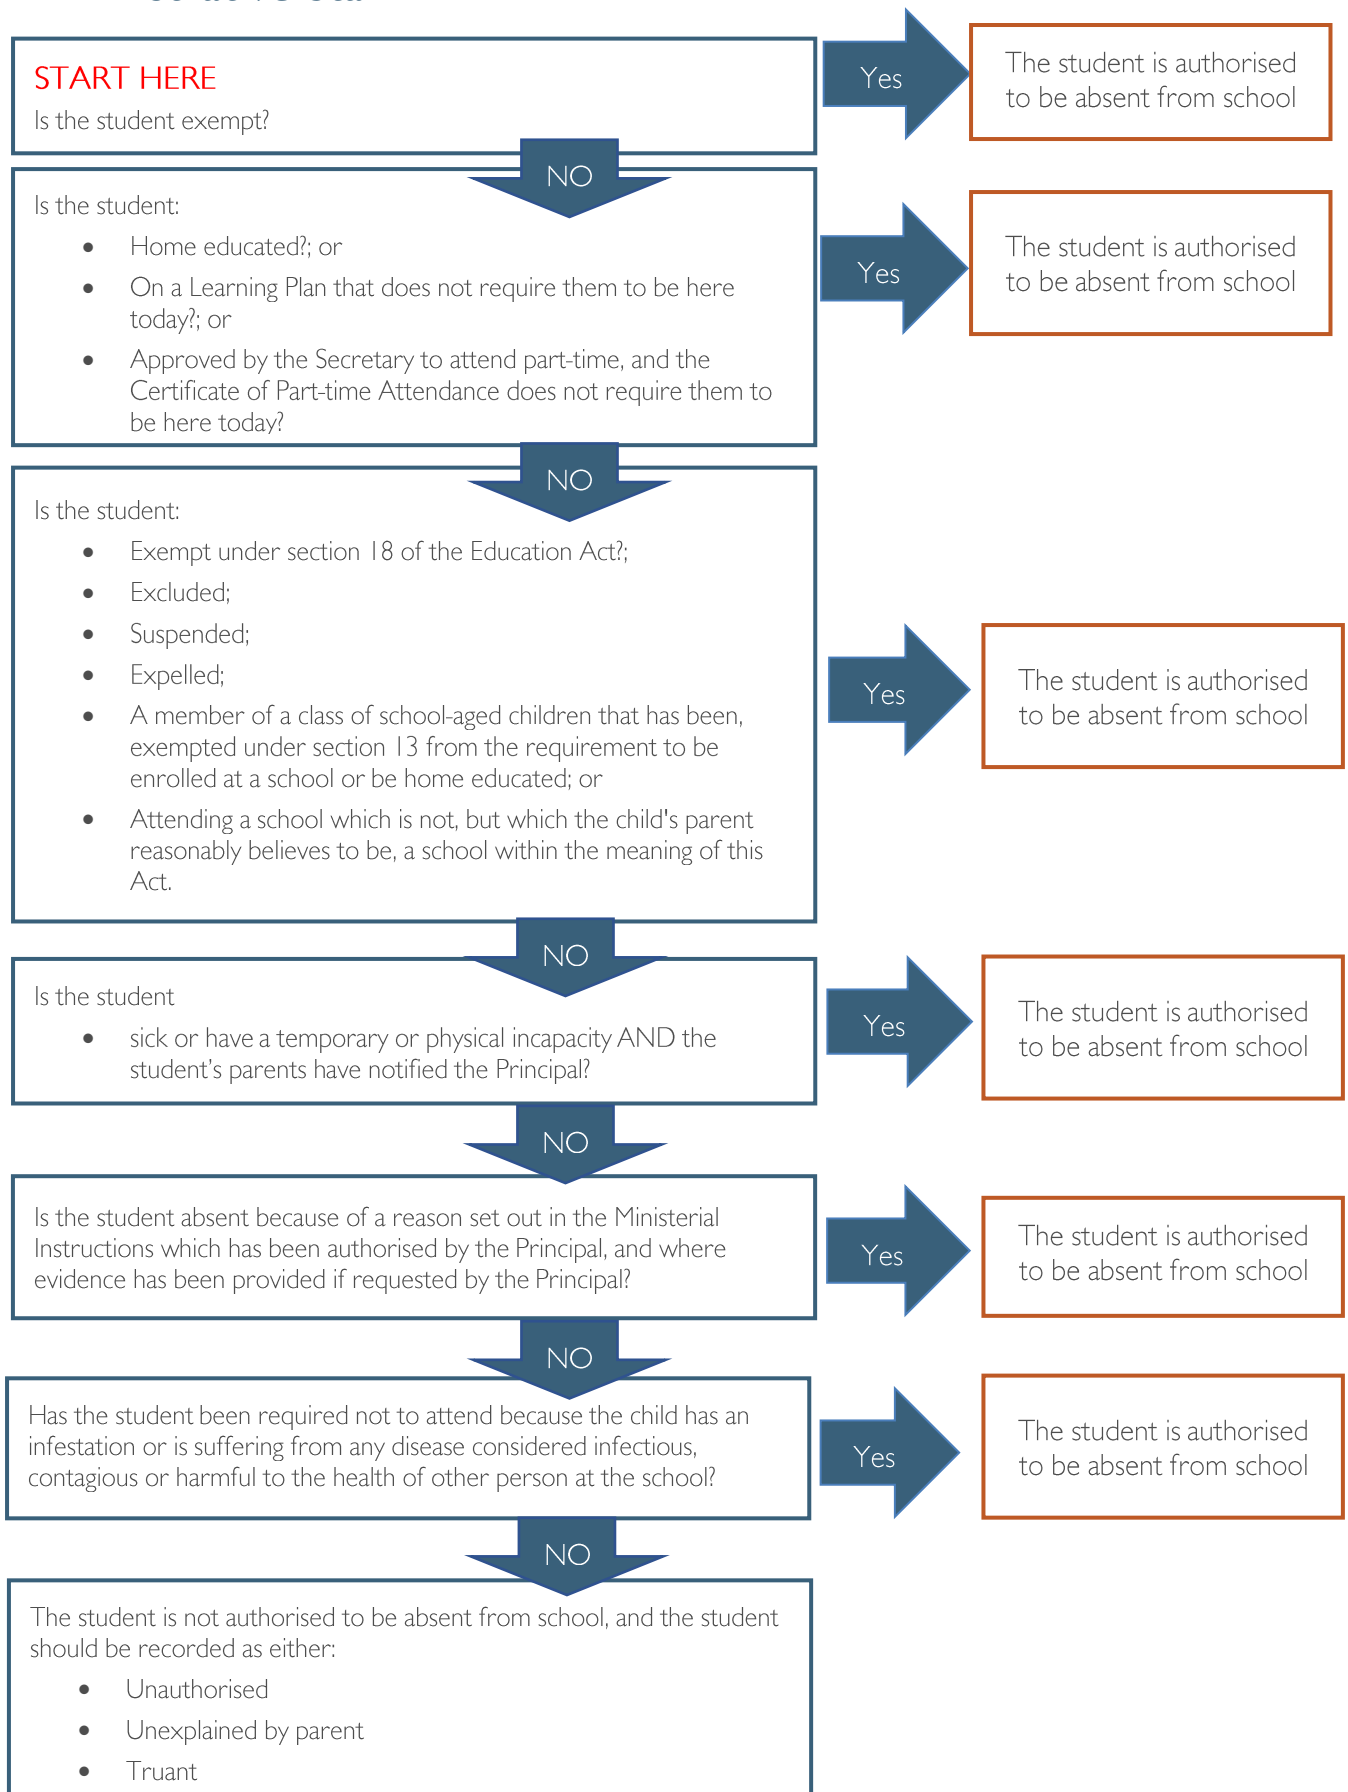 START HERE
Is the student exempt?
Yes
The student is authorised
to be absent from school
NO
Is the student:
• Home educated?; or
• On a Learning Plan that does not require them to be here
today?; or
• Approved by the Secretary to attend part-time, and the
Certificate of Part-time Attendance does not require them to
be here today?
Yes
The student is authorised
to be absent from school
NO
Is the student:
• Exempt under section 18 of the Education Act?;
• Excluded;
• Suspended;
• Expelled;
• A member of a class of school-aged children that has been,
exempted under section 13 from the requirement to be
enrolled at a school or be home educated; or
• Attending a school which is not, but which the child's parent
reasonably believes to be, a school within the meaning of this
Act.
Yes
The student is authorised
to be absent from school
NO
Is the student
• sick or have a temporary or physical incapacity AND the
student’s parents have notified the Principal?
Yes
The student is authorised
to be absent from school
NO
Is the student absent because of a reason set out in the Ministerial
Instructions which has been authorised by the Principal, and where
evidence has been provided if requested by the Principal?
Yes
The student is authorised
to be absent from school
NO
Has the student been required not to attend because the child has an
infestation or is suffering from any disease considered infectious,
contagious or harmful to the health of other person at the school?
Yes
The student is authorised
to be absent from school
NO
The student is not authorised to be absent from school, and the student
should be recorded as either:
• Unauthorised
• Unexplained by parent
• Truant